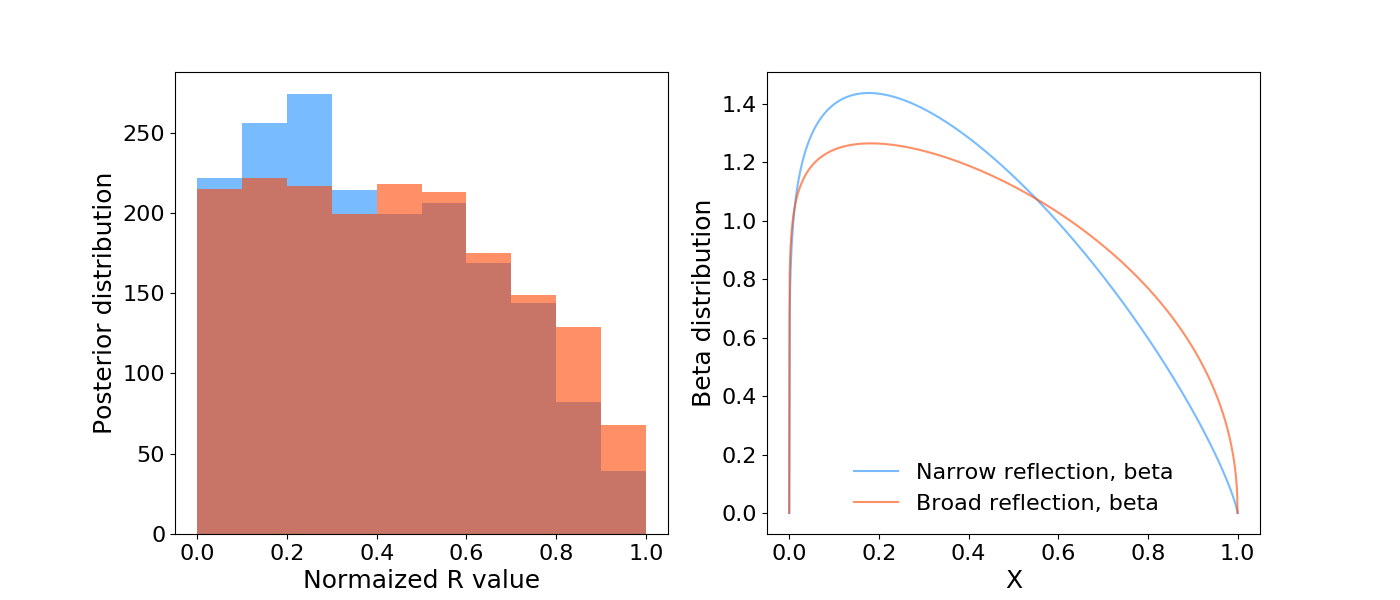 Posterior distribution
250
200
150
100
50
0
0.0 0.2 0.4 0.6 0.8 1.0
Normaized R value
Beta distribution
1.4
1.2
1.0
0.8
0.6
0.4
0.2
0.0
Narrow reflection, beta
Broad reflection, beta
0.0 0.2 0.4 0.6 0.8 1.0
X